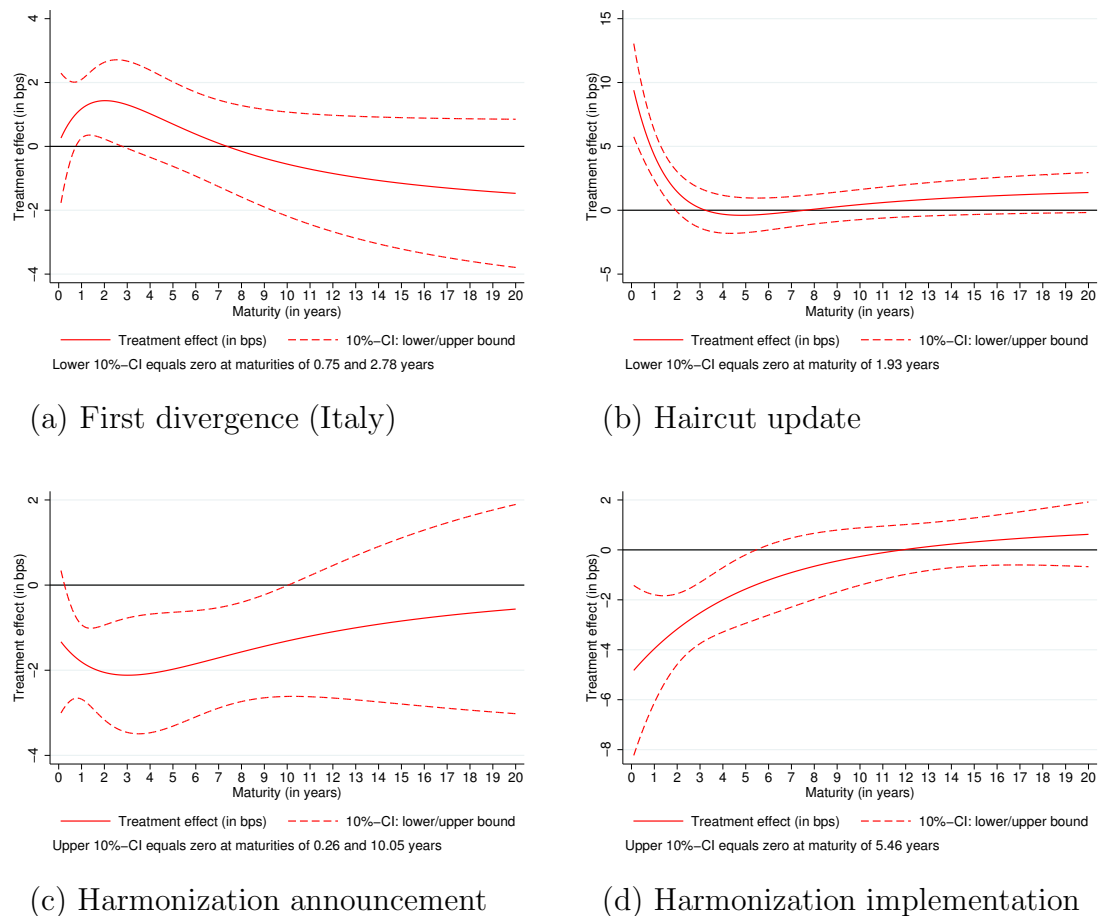 4
2
0
−2
−4
Treatment effect (in bps)
0 1 2 3 4 5 6 7 8 9 10 11 12 13 14 15 16 17 18 19 20
Maturity (in years)
Treatment effect (in bps) 10%−CI: lower/upper bound
Lower 10%−CI equals zero at maturities of 0.75 and 2.78 years
(a) First divergence (Italy)
15
10
5
0
−5
Treatment effect (in bps)
0 1 2 3 4 5 6 7 8 9 10 11 12 13 14 15 16 17 18 19 20
Maturity (in years)
Treatment effect (in bps) 10%−CI: lower/upper bound
Lower 10%−CI equals zero at maturity of 1.93 years
(b) Haircut update
2
0
−2
−4
Treatment effect (in bps)
0 1 2 3 4 5 6 7 8 9 10 11 12 13 14 15 16 17 18 19 20
Maturity (in years)
Treatment effect (in bps) 10%−CI: lower/upper bound
Upper 10%−CI equals zero at maturities of 0.26 and 10.05 years
(c) Harmonization announcement
2
0
−2
−4
−6
−8
Treatment effect (in bps)
0 1 2 3 4 5 6 7 8 9 10 11 12 13 14 15 16 17 18 19 20
Maturity (in years)
Treatment effect (in bps) 10%−CI: lower/upper bound
Upper 10%−CI equals zero at maturity of 5.46 years
(d) Harmonization implementation